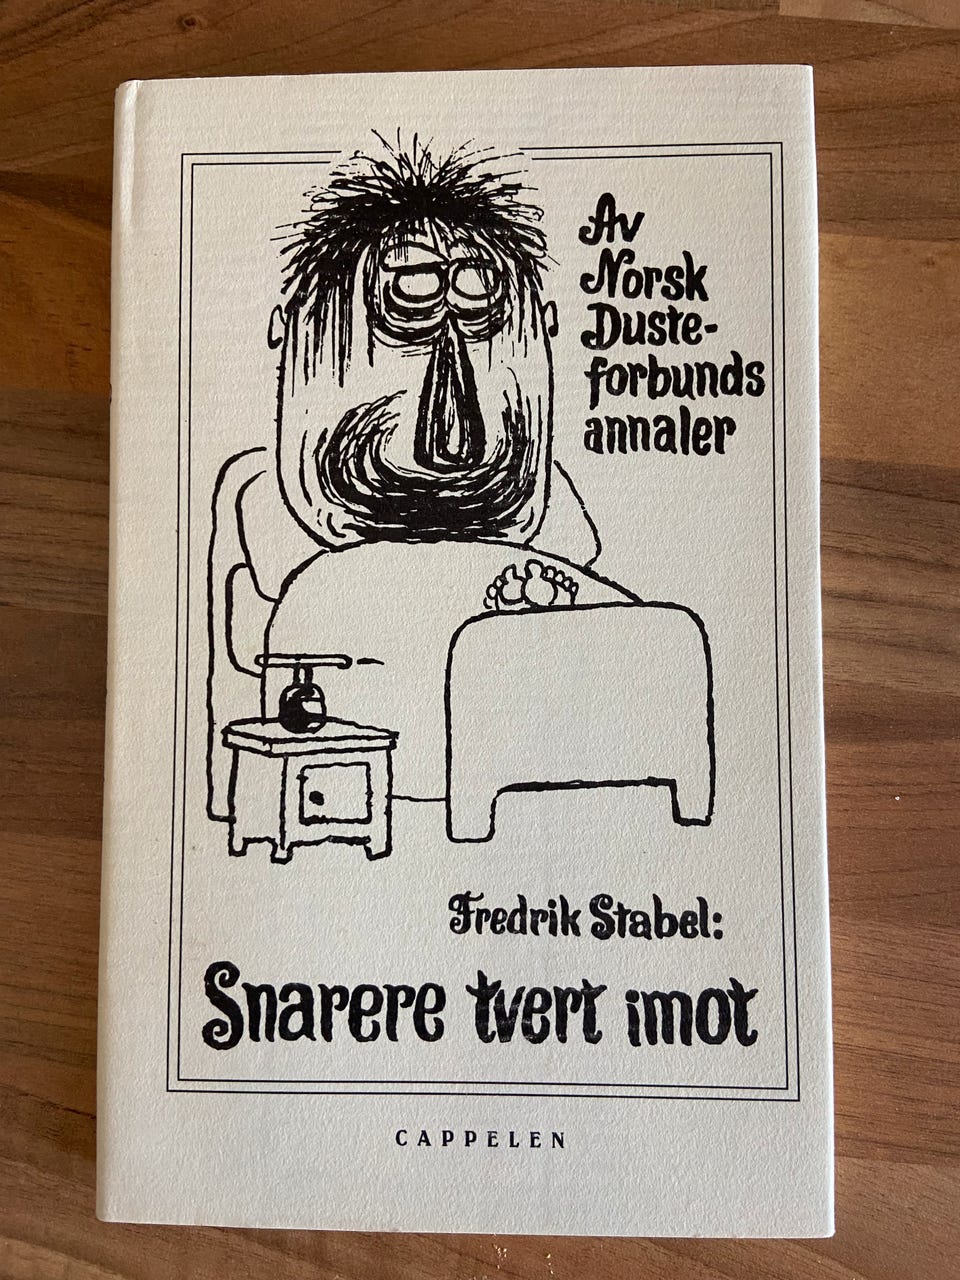 Av
Norsk
Duste-
forbunds
annaler
Fredrik Stabel:
Snarere tvert imot
CAPPELEN